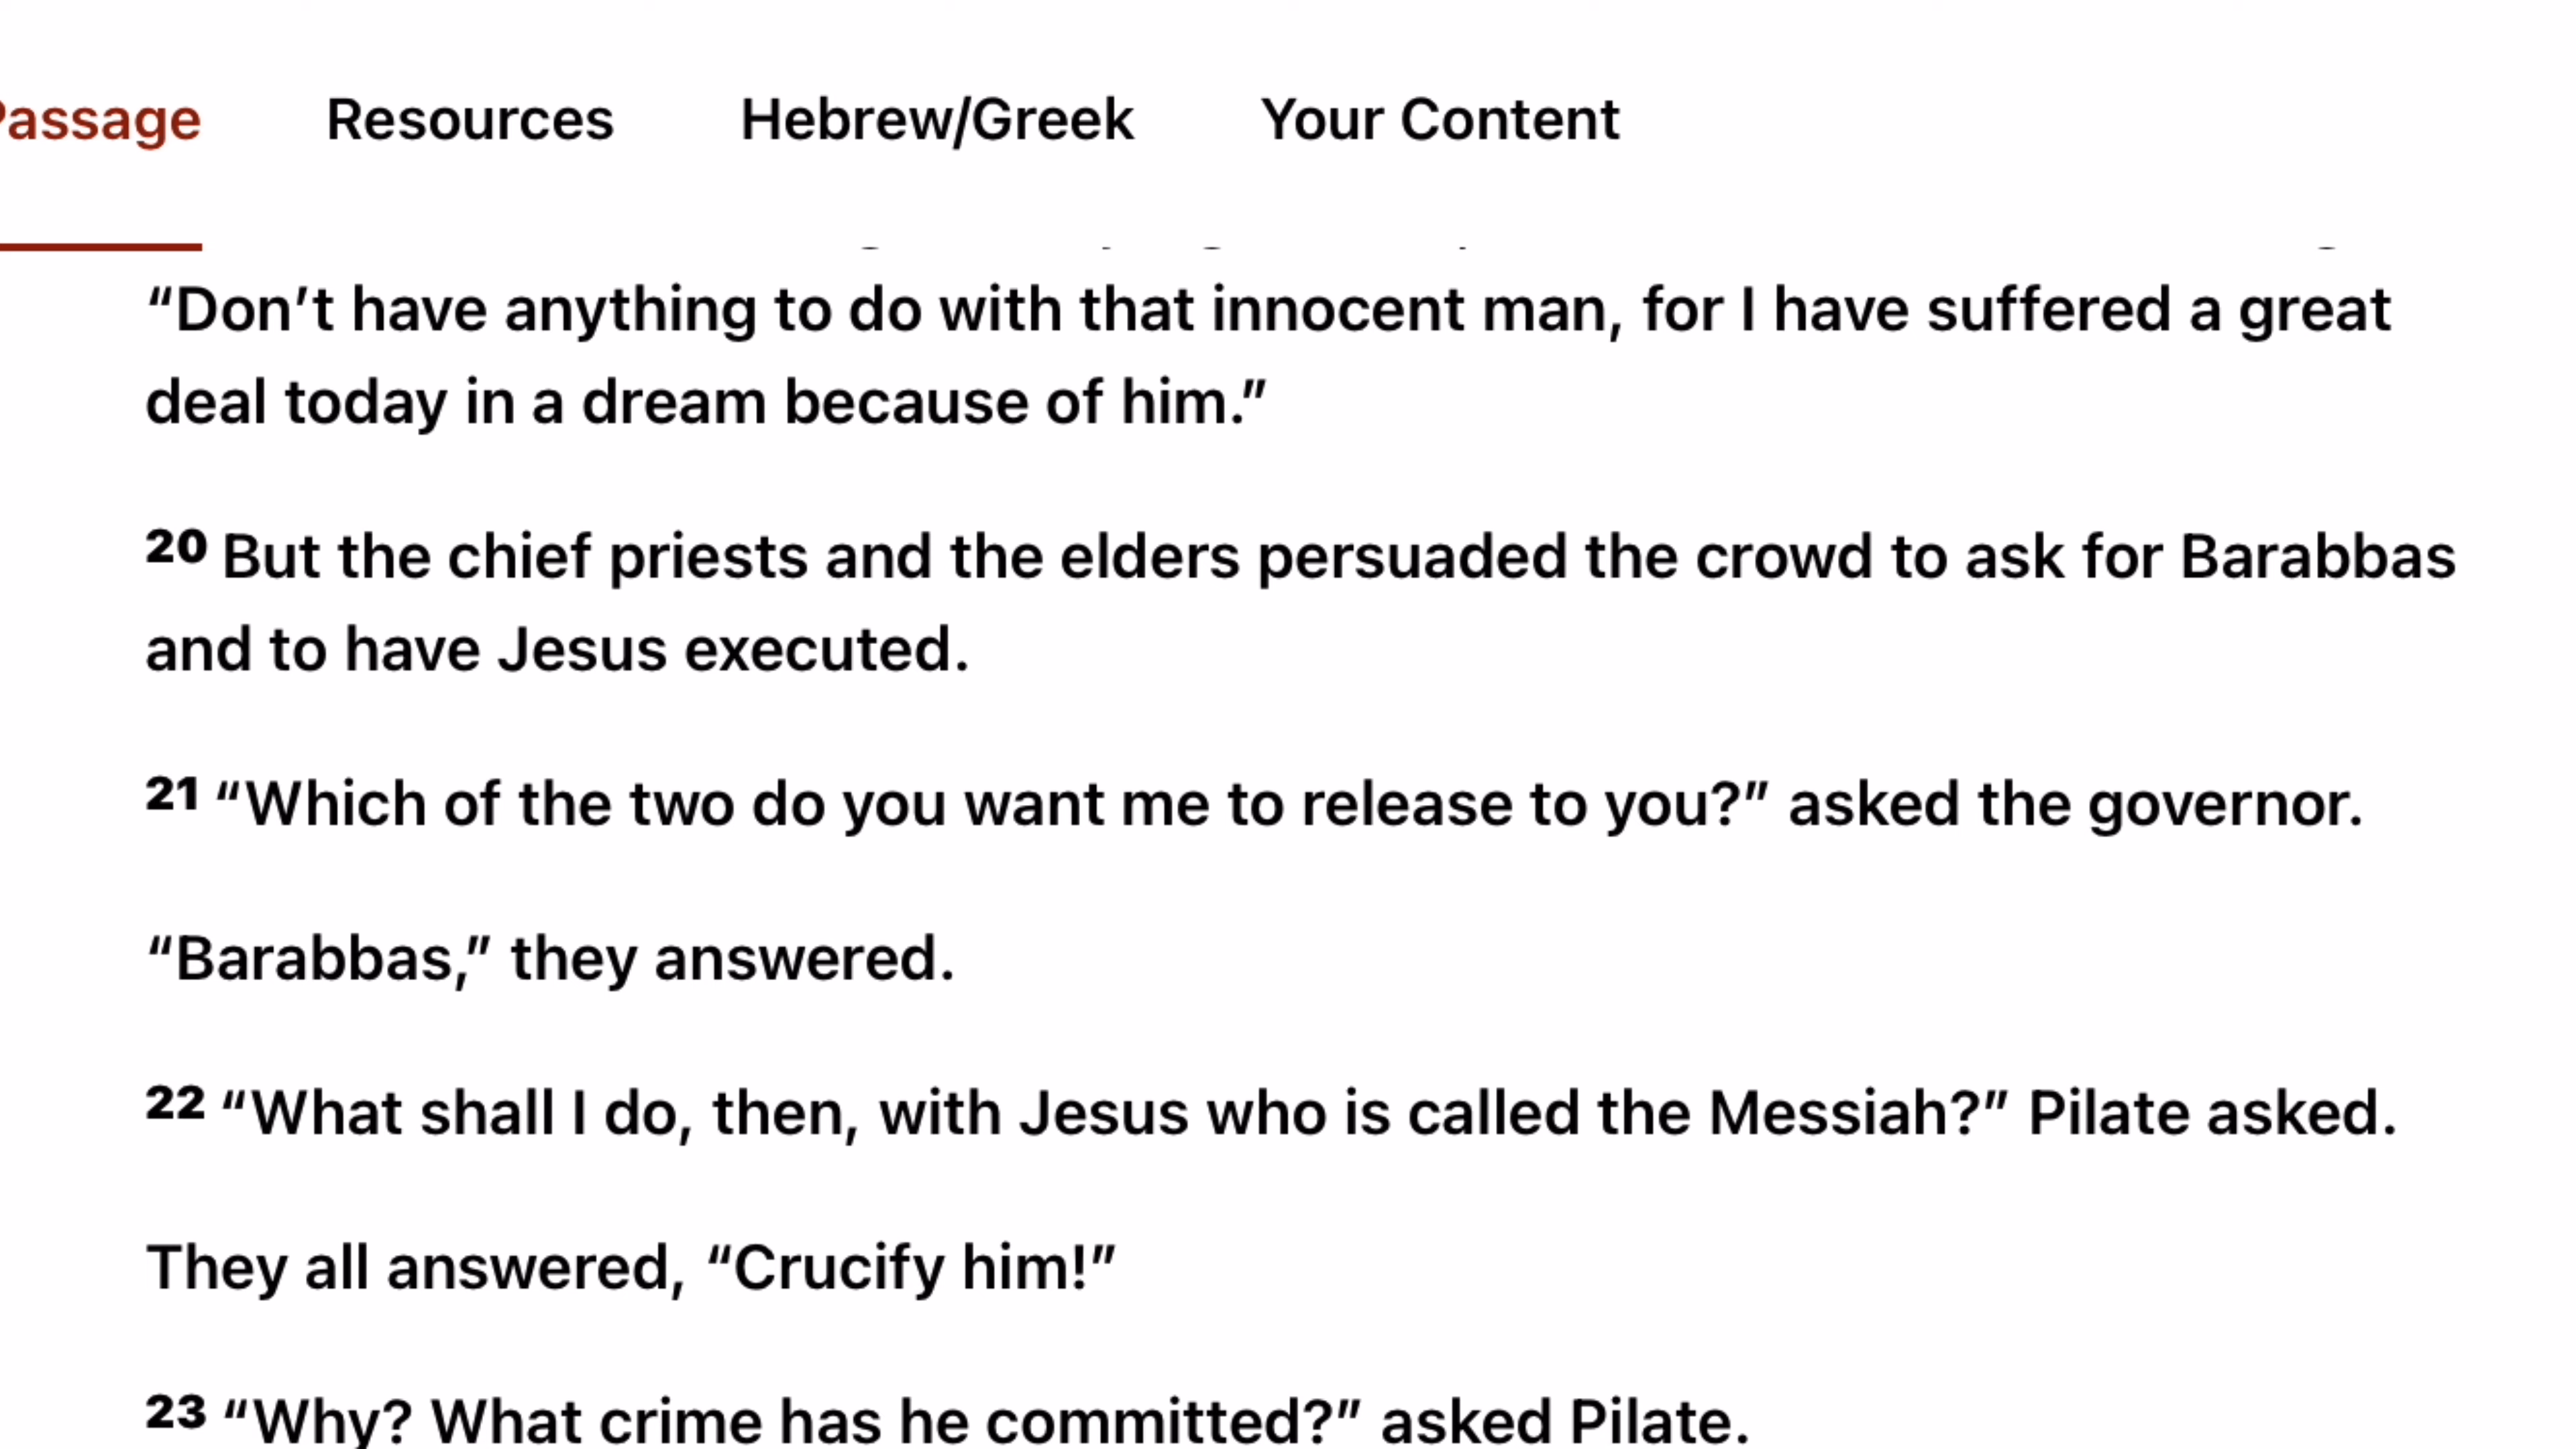 Passage Resources Hebrew/Greek Your Content
“Don’t have anything to do with that innocent man, for I have suffered a great
deal today in a dream because of him.”
20 But the chief priests and the elders persuaded the crowd to ask for Barabbas
and to have Jesus executed.
21 “Which of the two do you want me to release to you?” asked the governor.
“Barabbas,” they answered.
22 “What shall I do, then, with Jesus who is called the Messiah?” Pilate asked.
They all answered, “Crucify him!”
23 “Why? What crime has he committed?” asked Pilate.